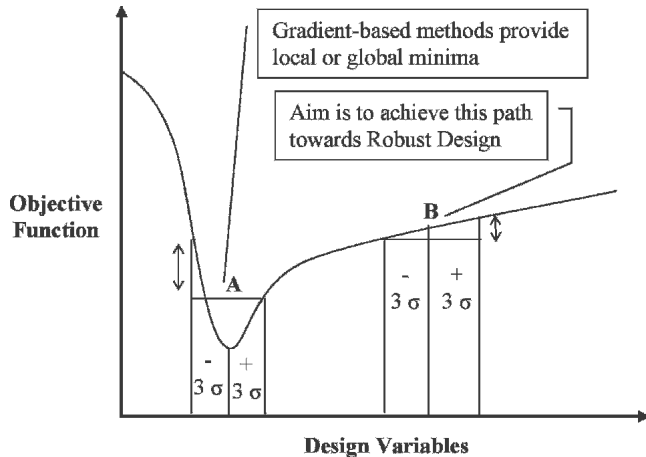 Gradient-based methods provide
local or global minima
Aim is to achieve this path
towards Robust Design
Objective
Function
B
A
- +
3 σ 3 σ
- +
3 σ 3 σ
Design Variables